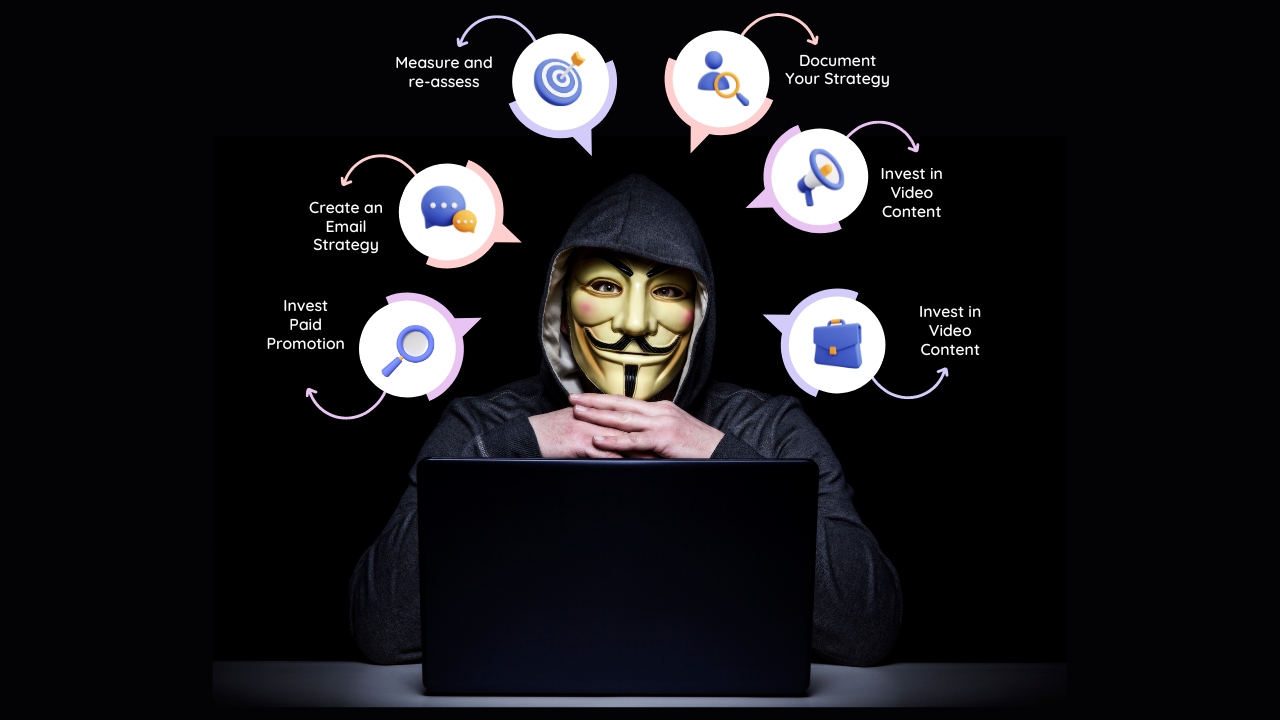 Measure and
re-assess
Document
Your Strategy
Create an
Email
Strategy
Invest in
Video
Content
Invest
Paid
Promotion
Invest in
Video
Content